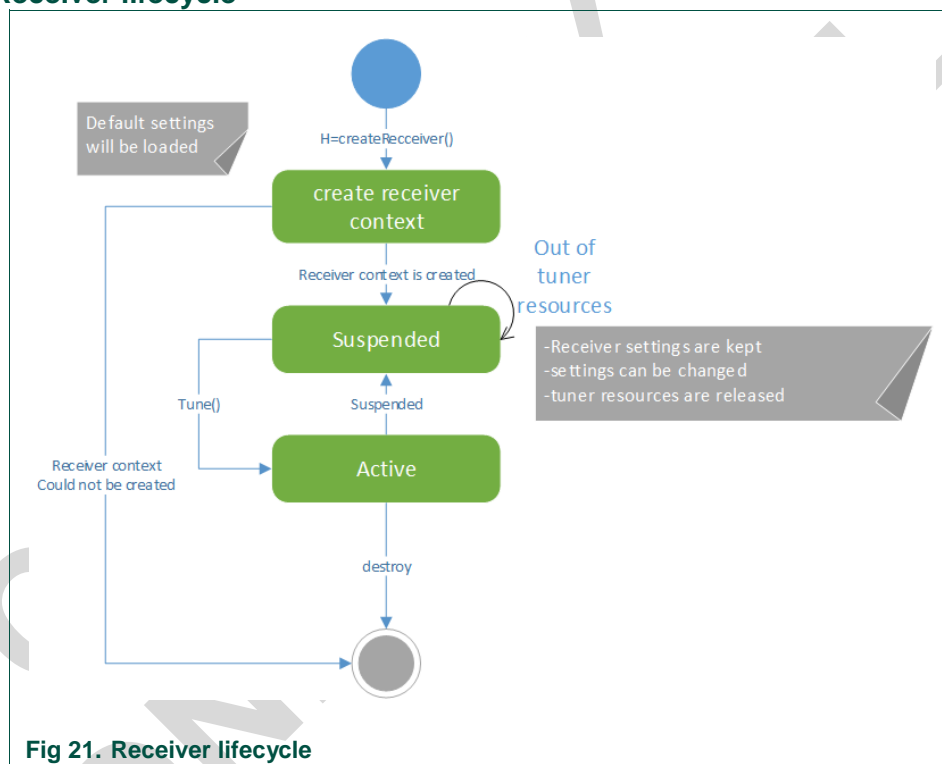 Receiver lifecycle
Default settings
will be loaded
H=createRecceiver()
create receiver
context
Receiver context is created
Out of
tuner
resources
Suspended
-Receiver settings are kept
-settings can be changed
-tuner resources are released
Tune()
Suspended
Active
Receiver context
Could not be created
destroy
Fig 21. Receiver lifecycle